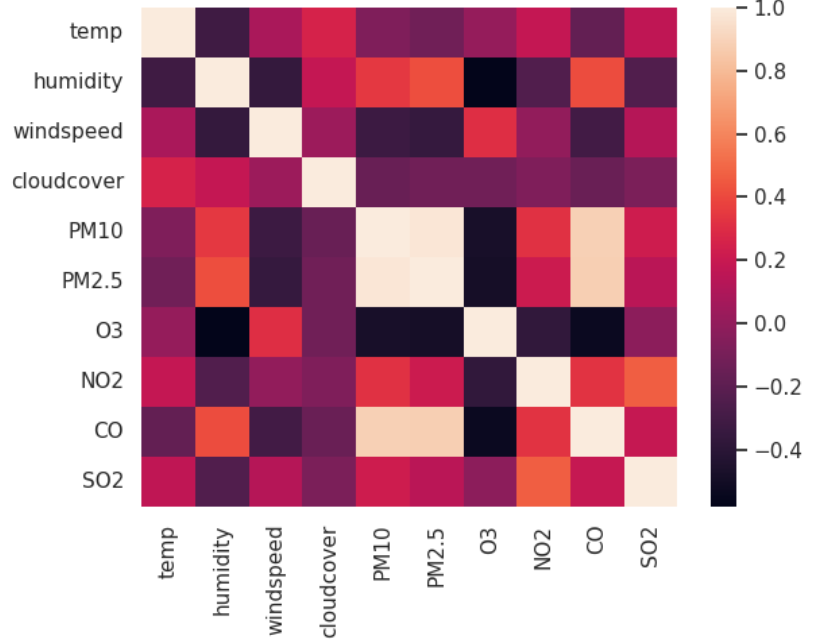 temp
humidity
windspeed
cloudcover
PM10
PM2.5
O3
NO2
CO
SO2
temp
humidity
windspeed
cloudcover
PM10
PM2.5
O3
NO2
CO
SO2
1.0
0.8
0.6
0.4
0.2
0.0
−0.2
−0.4